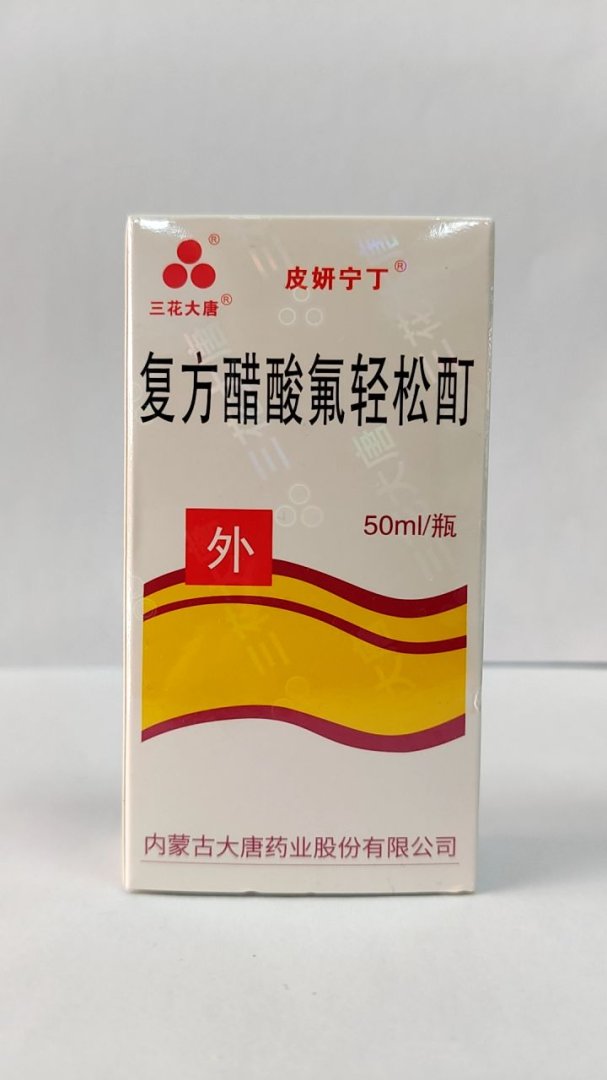 三花大唐®
皮妍宁丁®
复方醋酸氟轻松酊
外
50ml/瓶
内蒙古大唐药业股份有限公司